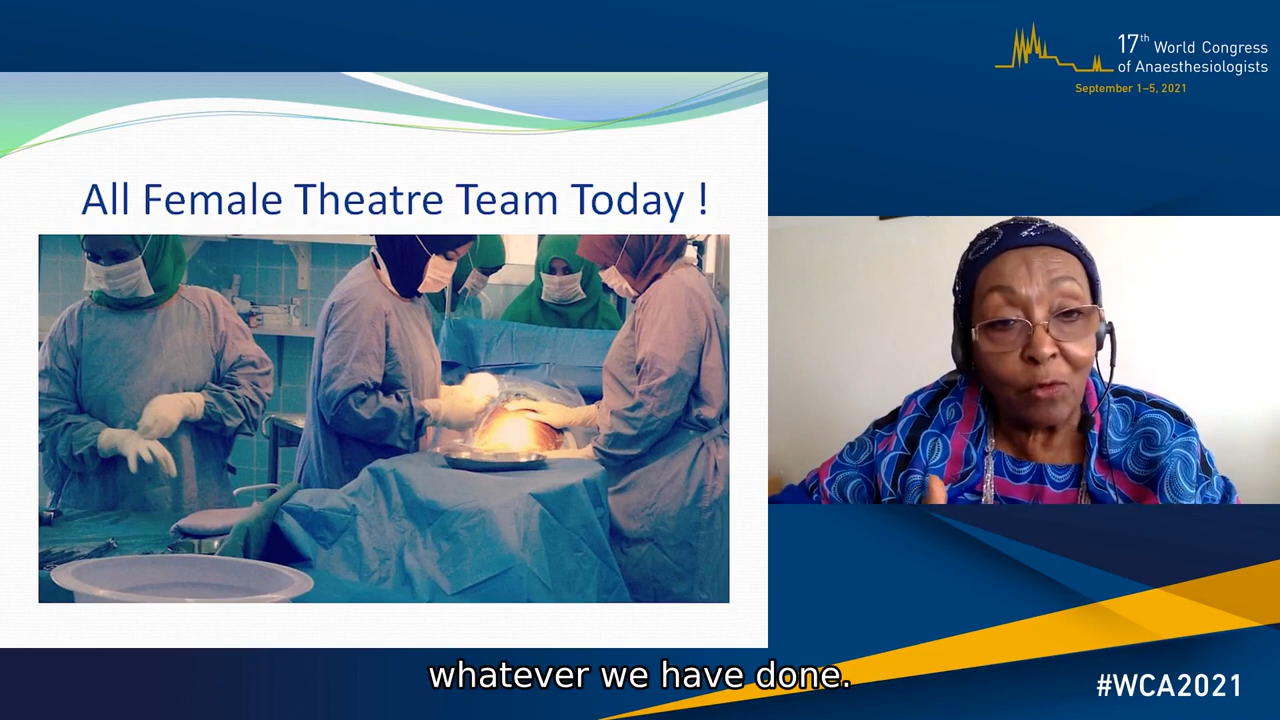 17th World Congress
of Anaesthesiologists
September 1–5, 2021
All Female Theatre Team Today !
whatever we have done.
#WCA2021